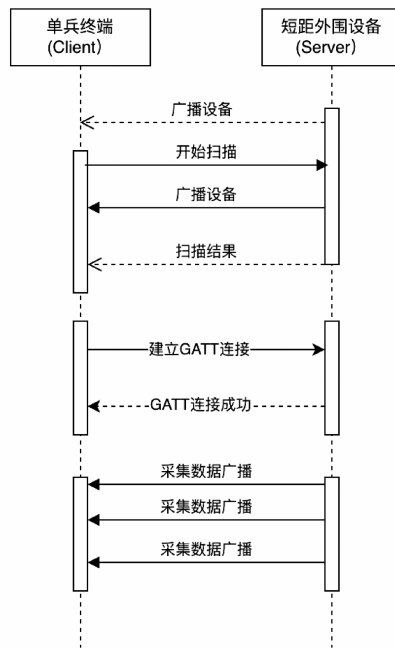 单兵终端
(Client)
短距外围设备
(Server)
广播设备
开始扫描
广播设备
扫描结果
建立GATT连接
GATT连接成功
采集数据广播
采集数据广播
采集数据广播